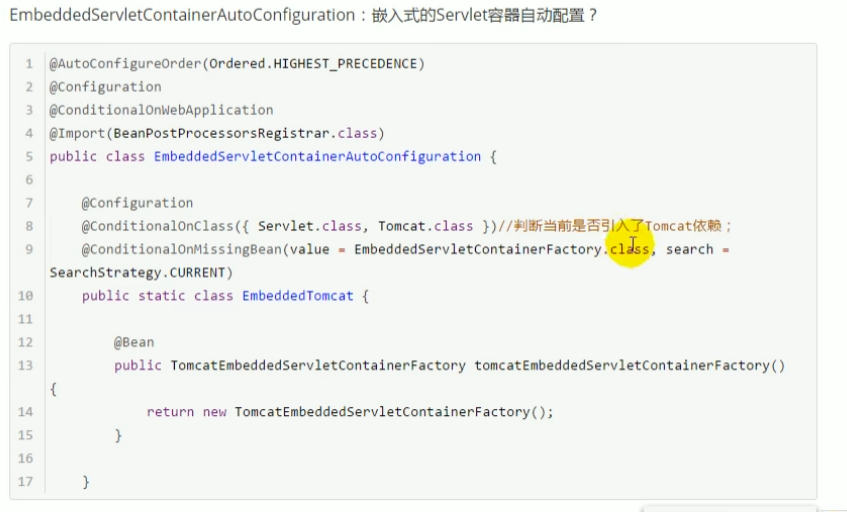 EmbeddedServletContainerAutoConfiguration：嵌入式的Servlet容器自动配置？
1 @AutoConfigureOrder(Ordered.HIGHEST_PRECEDENCE)
2 @Configuration
3 @ConditionalOnWebApplication
4 @Import(BeanPostProcessorsRegistrar.class)
5 public class EmbeddedServletContainerAutoConfiguration {
6
7 @Configuration
8 @ConditionalOnClass({ Servlet.class, Tomcat.class })//判断当前是否引入了Tomcat依赖；
9 @ConditionalOnMissingBean(value = EmbeddedServletContainerFactory.class, search =
SearchStrategy.CURRENT)
10 public static class EmbeddedTomcat {
11
12 @Bean
13 public TomcatEmbeddedServletContainerFactory tomcatEmbeddedServletContainerFactory()
{
14 return new TomcatEmbeddedServletContainerFactory();
15 }
16
17 }